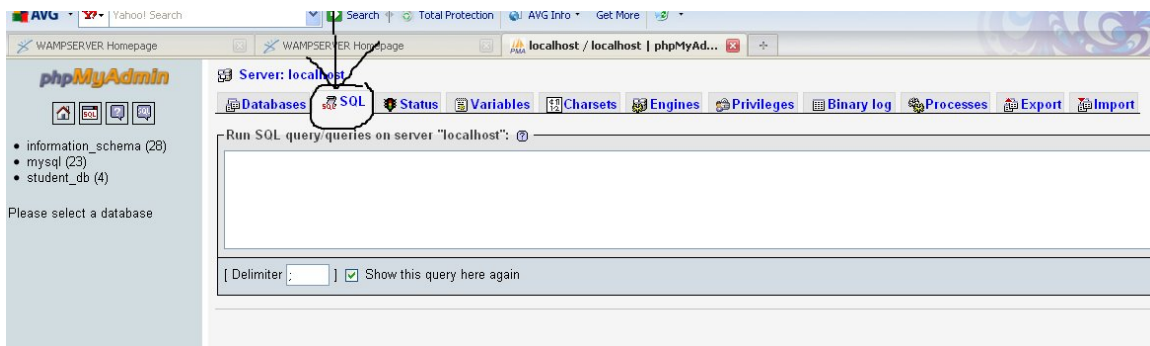 AVG Y! Yahoo! Search Search Total Protection AVG Info Get More
WAMPSERVER Homepage WAMPSERVER Homepage localhost / localhost | phpMyAd...
phpMyAdmin
Server: localhost
Databases SQL Status Variables Charsets Engines Privileges Binary log Processes Export Import
SQL
Run SQL query/queries on server "localhost":
information_schema (28)
mysql (23)
student_db (4)
Please select a database
[ Delimiter ; ] Show this query here again